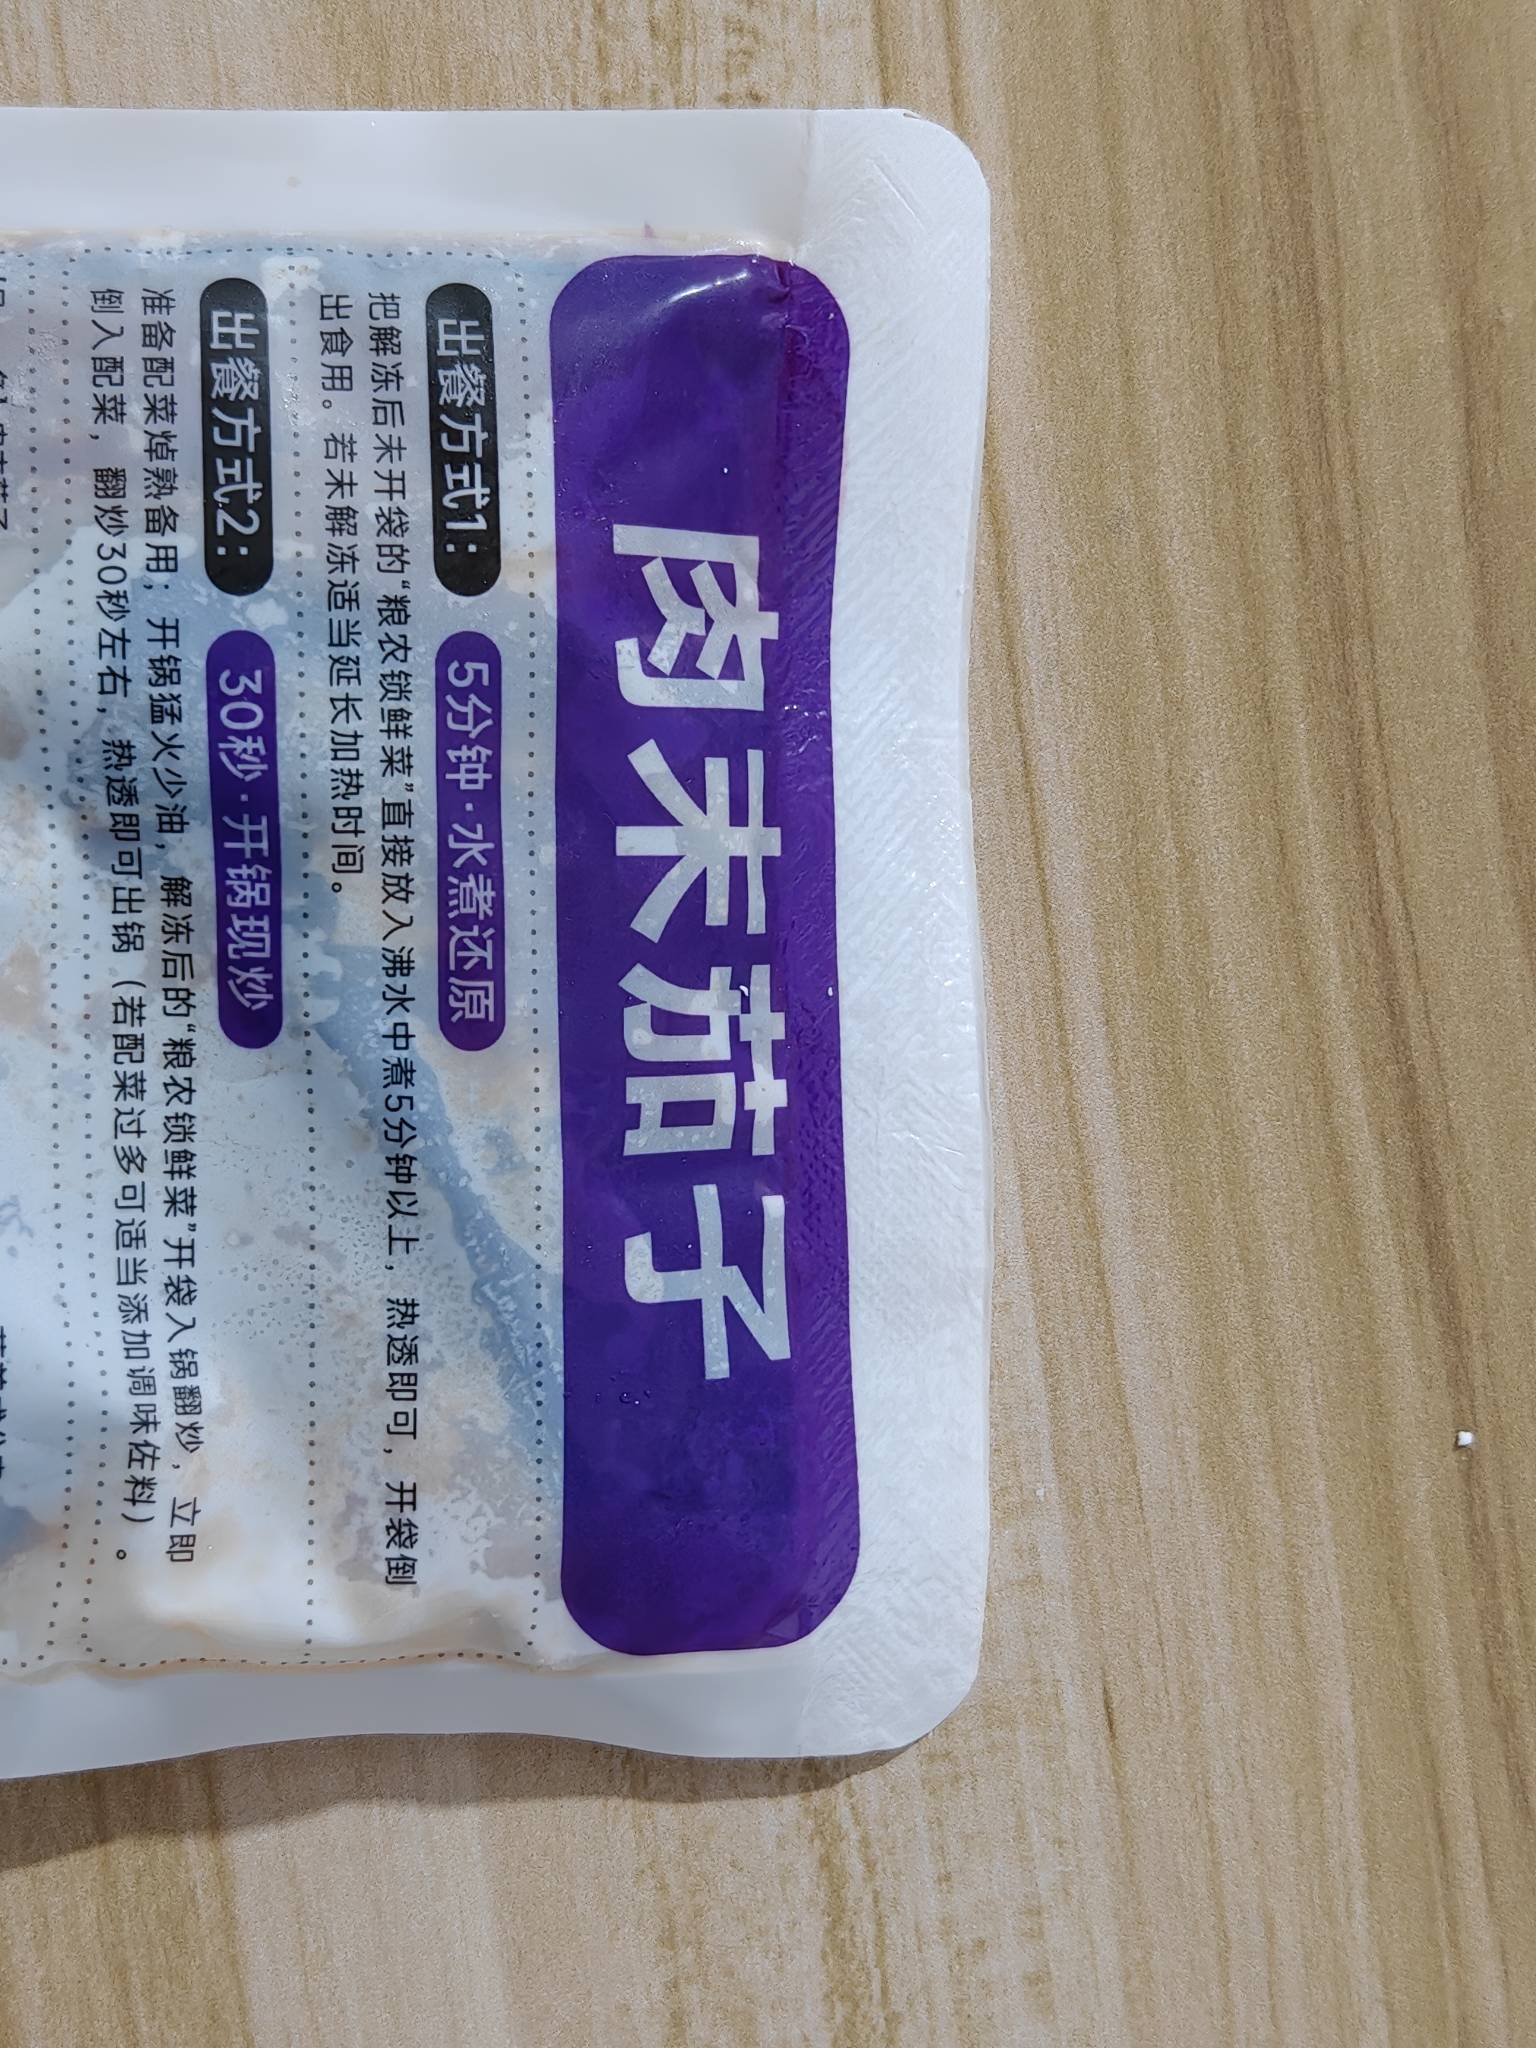 肉末茄子
出餐方式1： 5分钟·水煮还原
把解冻后未开袋的“粮农锁鲜菜”直接放入沸水中煮5分钟以上，热透即可，开袋倒
出食用。若未解冻适当延长加热时间。
出餐方式2： 30秒·开锅现炒
准备配菜焯熟备用；开锅猛火少油，解冻后的“粮农锁鲜菜”开袋入锅翻炒，立即
倒入配菜，翻炒30秒左右，热透即可出锅（若配菜过多可适当添加调味佐料）。